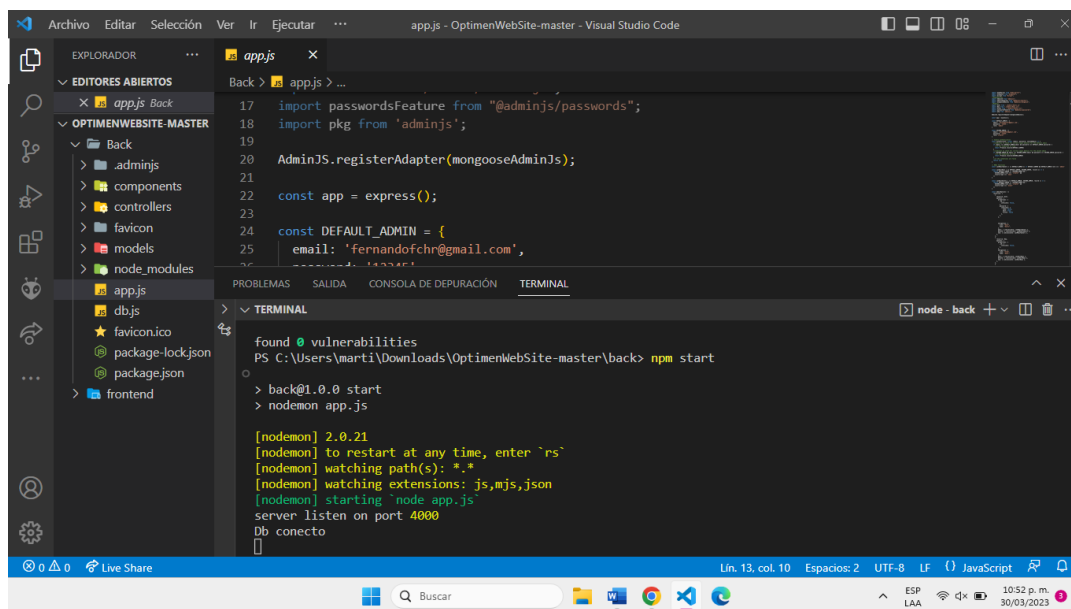 Archivo Editar Selección Ver Ir Ejecutar ··· app.js - OptimenWebSite-master - Visual Studio Code
EXPLORADOR ···
EDITORES ABIERTOS
JS app.js Back
OPTIMENWEBSITE-MASTER
Back
.adminjs
components
controllers
favicon
models
node_modules
JS app.js
JS db.js
favicon.ico
package-lock.json
package.json
frontend
JS app.js
Back > JS app.js > ...
17 import passwordsFeature from "@adminjs/passwords";
18 import pkg from 'adminjs';
19
20 AdminJS.registerAdapter(mongooseAdminJs);
21
22 const app = express();
23
24 const DEFAULT_ADMIN = {
25 email: 'fernandofchr@gmail.com',
PROBLEMAS SALIDA CONSOLA DE DEPURACIÓN TERMINAL
TERMINAL node - back
found 0 vulnerabilities
PS C:\Users\marti\Downloads\OptimenWebSite-master\back> npm start
> back@1.0.0 start
> nodemon app.js
[nodemon] 2.0.21
[nodemon] to restart at any time, enter `rs`
[nodemon] watching path(s): *.*
[nodemon] watching extensions: js,mjs,json
[nodemon] starting `node app.js`
server listen on port 4000
Db conecto
0 0 Live Share Lín. 13, col. 10 Espacios: 2 UTF-8 LF {} JavaScript
Buscar
ESP
LAA
10:52 p. m.
30/03/2023
3